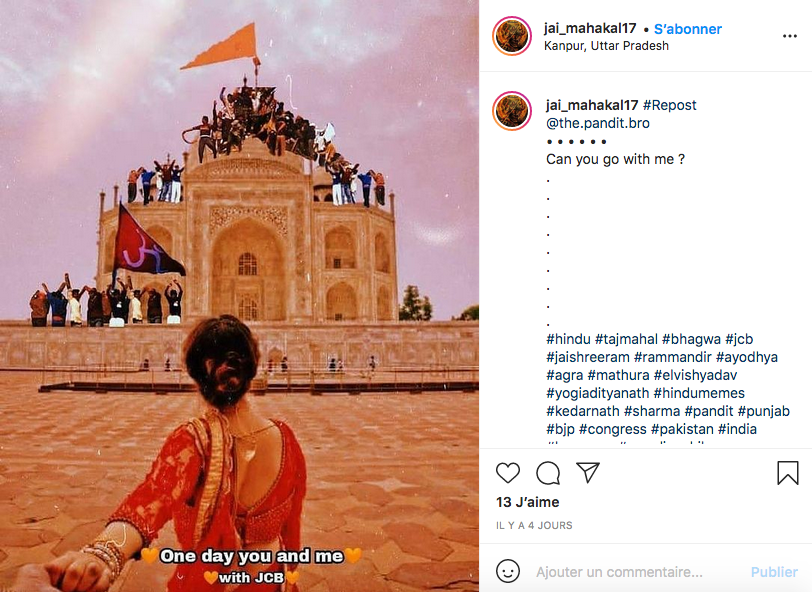 jai_mahakal17 • S'abonner
Kanpur, Uttar Pradesh
jai_mahakal17 #Repost
@the.pandit.bro
• • • • • •
Can you go with me ?
.
.
.
.
.
.
.
.
.
#hindu #tajmahal #bhagwa #jcb
#jaishreeram #rammandir #ayodhya
#agra #mathura #elvishyadav
#yogiadityanath #hindumemes
#kedarnath #sharma #pandit #punjab
#bjp #congress #pakistan #india
ॐ
🧡One day you and me🧡
🧡with JCB🧡
13 J'aime
IL Y A 4 JOURS
Ajouter un commentaire... Publier